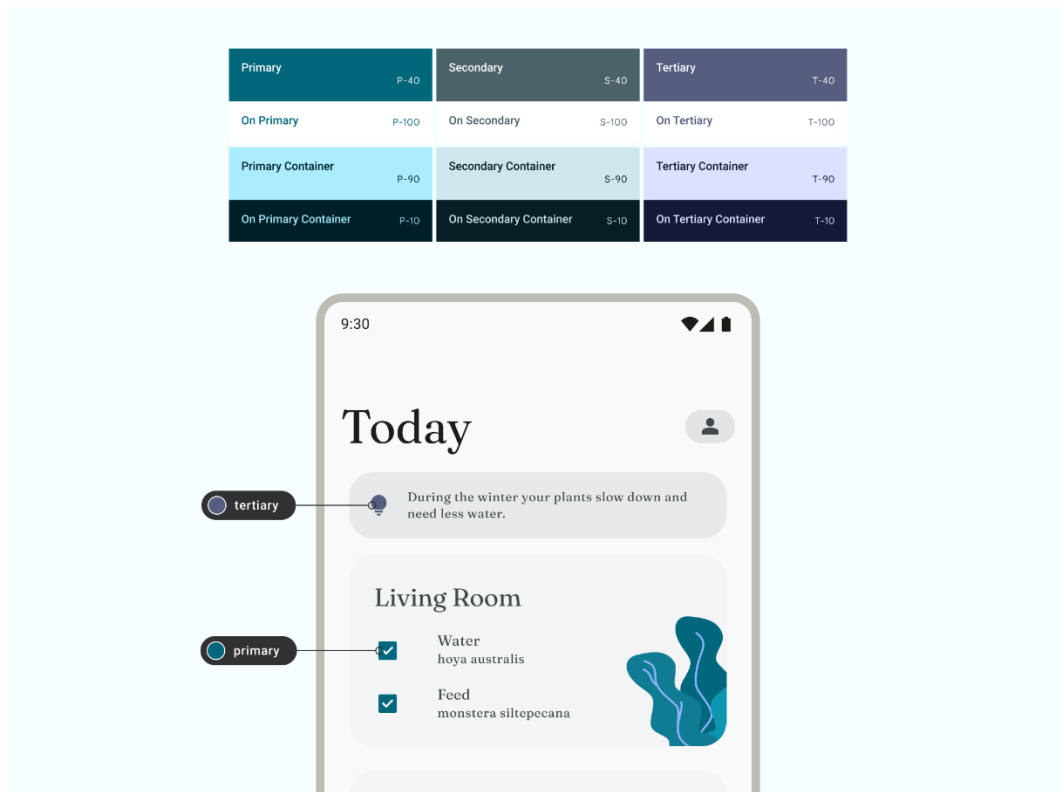 Primary
P-40
Secondary
S-40
Tertiary
T-40
On Primary
P-100
On Secondary
S-100
On Tertiary
T-100
Primary Container
P-90
Secondary Container
S-90
Tertiary Container
T-90
On Primary Container
P-10
On Secondary Container
S-10
On Tertiary Container
T-10
9:30
Today
tertiary
During the winter your plants slow down and
need less water.
Living Room
primary
Water
hoya australis
Feed
monstera siltepecana